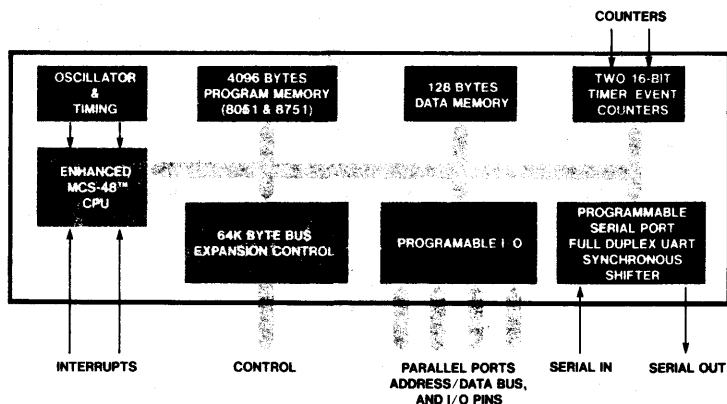 COUNTERS
OSCILLATOR
&
TIMING
4096 BYTES
PROGRAM MEMORY
(8051 & 8751)
128 BYTES
DATA MEMORY
TWO 16-BIT
TIMER EVENT
COUNTERS
ENHANCED
MCS-48™
CPU
64K BYTE BUS
EXPANSION CONTROL
PROGRAMABLE I O
PROGRAMMABLE
SERIAL PORT
FULL DUPLEX UART
SYNCHRONOUS
SHIFTER
INTERRUPTS
CONTROL
PARALLEL PORTS
ADDRESS/DATA BUS,
AND I/O PINS
SERIAL IN
SERIAL OUT